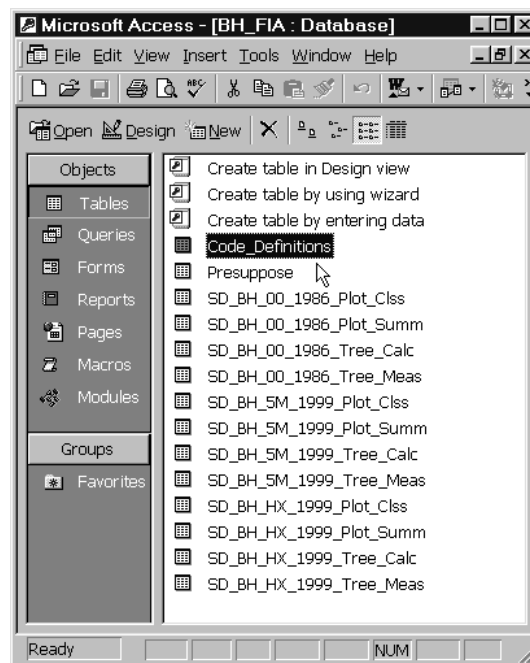 Microsoft Access - [BH_FIA : Database]
File Edit View Insert Tools Window Help
Open Design New
Objects
Tables
Queries
Forms
Reports
Pages
Macros
Modules
Groups
Favorites
Create table in Design view
Create table by using wizard
Create table by entering data
Code_Definitions
Presuppose
SD_BH_00_1986_Plot_Clss
SD_BH_00_1986_Plot_Summ
SD_BH_00_1986_Tree_Calc
SD_BH_00_1986_Tree_Meas
SD_BH_5M_1999_Plot_Clss
SD_BH_5M_1999_Plot_Summ
SD_BH_5M_1999_Tree_Calc
SD_BH_5M_1999_Tree_Meas
SD_BH_HX_1999_Plot_Clss
SD_BH_HX_1999_Plot_Summ
SD_BH_HX_1999_Tree_Calc
SD_BH_HX_1999_Tree_Meas
Ready NUM